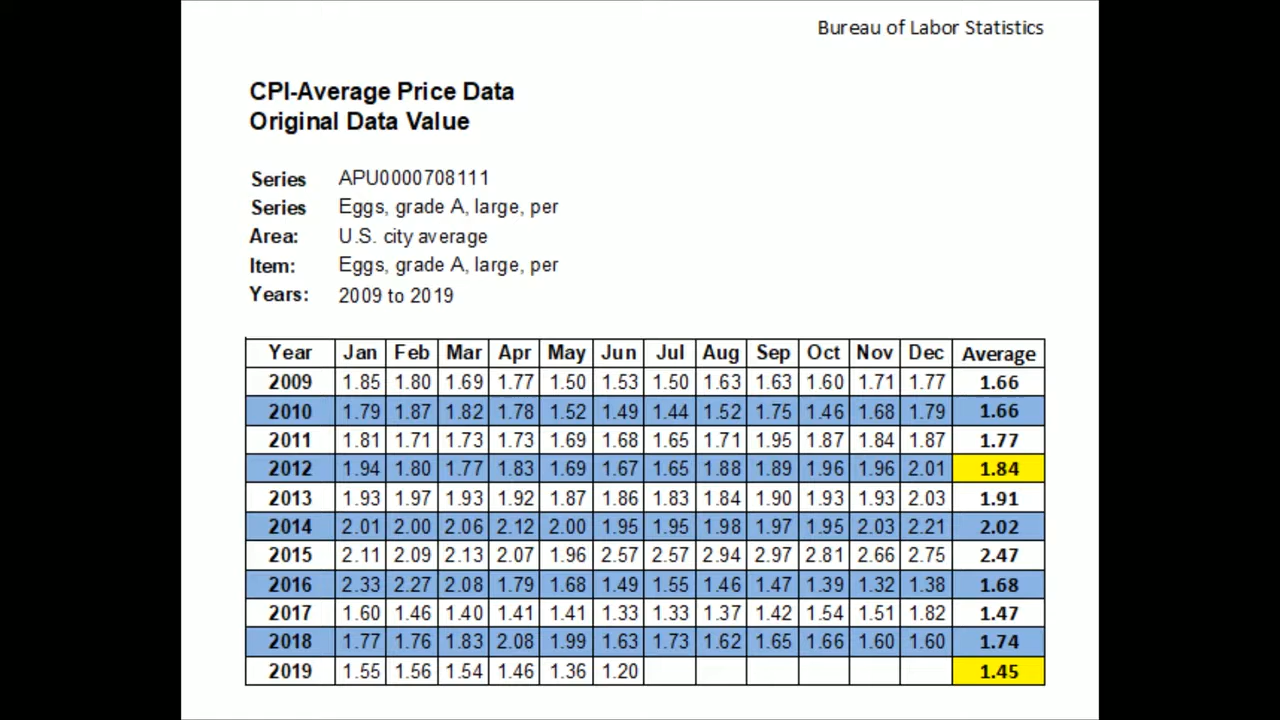 Bureau of Labor Statistics
CPI-Average Price Data
Original Data Value
Series APU0000708111
Series Eggs, grade A, large, per
Area: U.S. city average
Item: Eggs, grade A, large, per
Years: 2009 to 2019
Year Jan Feb Mar Apr May Jun Jul Aug Sep Oct Nov Dec Average
2009 1.85 1.80 1.69 1.77 1.50 1.53 1.50 1.63 1.63 1.60 1.71 1.77 1.66
2010 1.79 1.87 1.82 1.78 1.52 1.49 1.44 1.52 1.75 1.46 1.68 1.79 1.66
2011 1.81 1.71 1.73 1.73 1.69 1.68 1.65 1.71 1.95 1.87 1.84 1.87 1.77
2012 1.94 1.80 1.77 1.83 1.69 1.67 1.65 1.88 1.89 1.96 1.96 2.01 1.84
2013 1.93 1.97 1.93 1.92 1.87 1.86 1.83 1.84 1.90 1.93 1.93 2.03 1.91
2014 2.01 2.00 2.06 2.12 2.00 1.95 1.95 1.98 1.97 1.95 2.03 2.21 2.02
2015 2.11 2.09 2.13 2.07 1.96 2.57 2.57 2.94 2.97 2.81 2.66 2.75 2.47
2016 2.33 2.27 2.08 1.79 1.68 1.49 1.55 1.46 1.47 1.39 1.32 1.38 1.68
2017 1.60 1.46 1.40 1.41 1.41 1.33 1.33 1.37 1.42 1.54 1.51 1.82 1.47
2018 1.77 1.76 1.83 2.08 1.99 1.63 1.73 1.62 1.65 1.66 1.60 1.60 1.74
2019 1.55 1.56 1.54 1.46 1.36 1.20 1.45